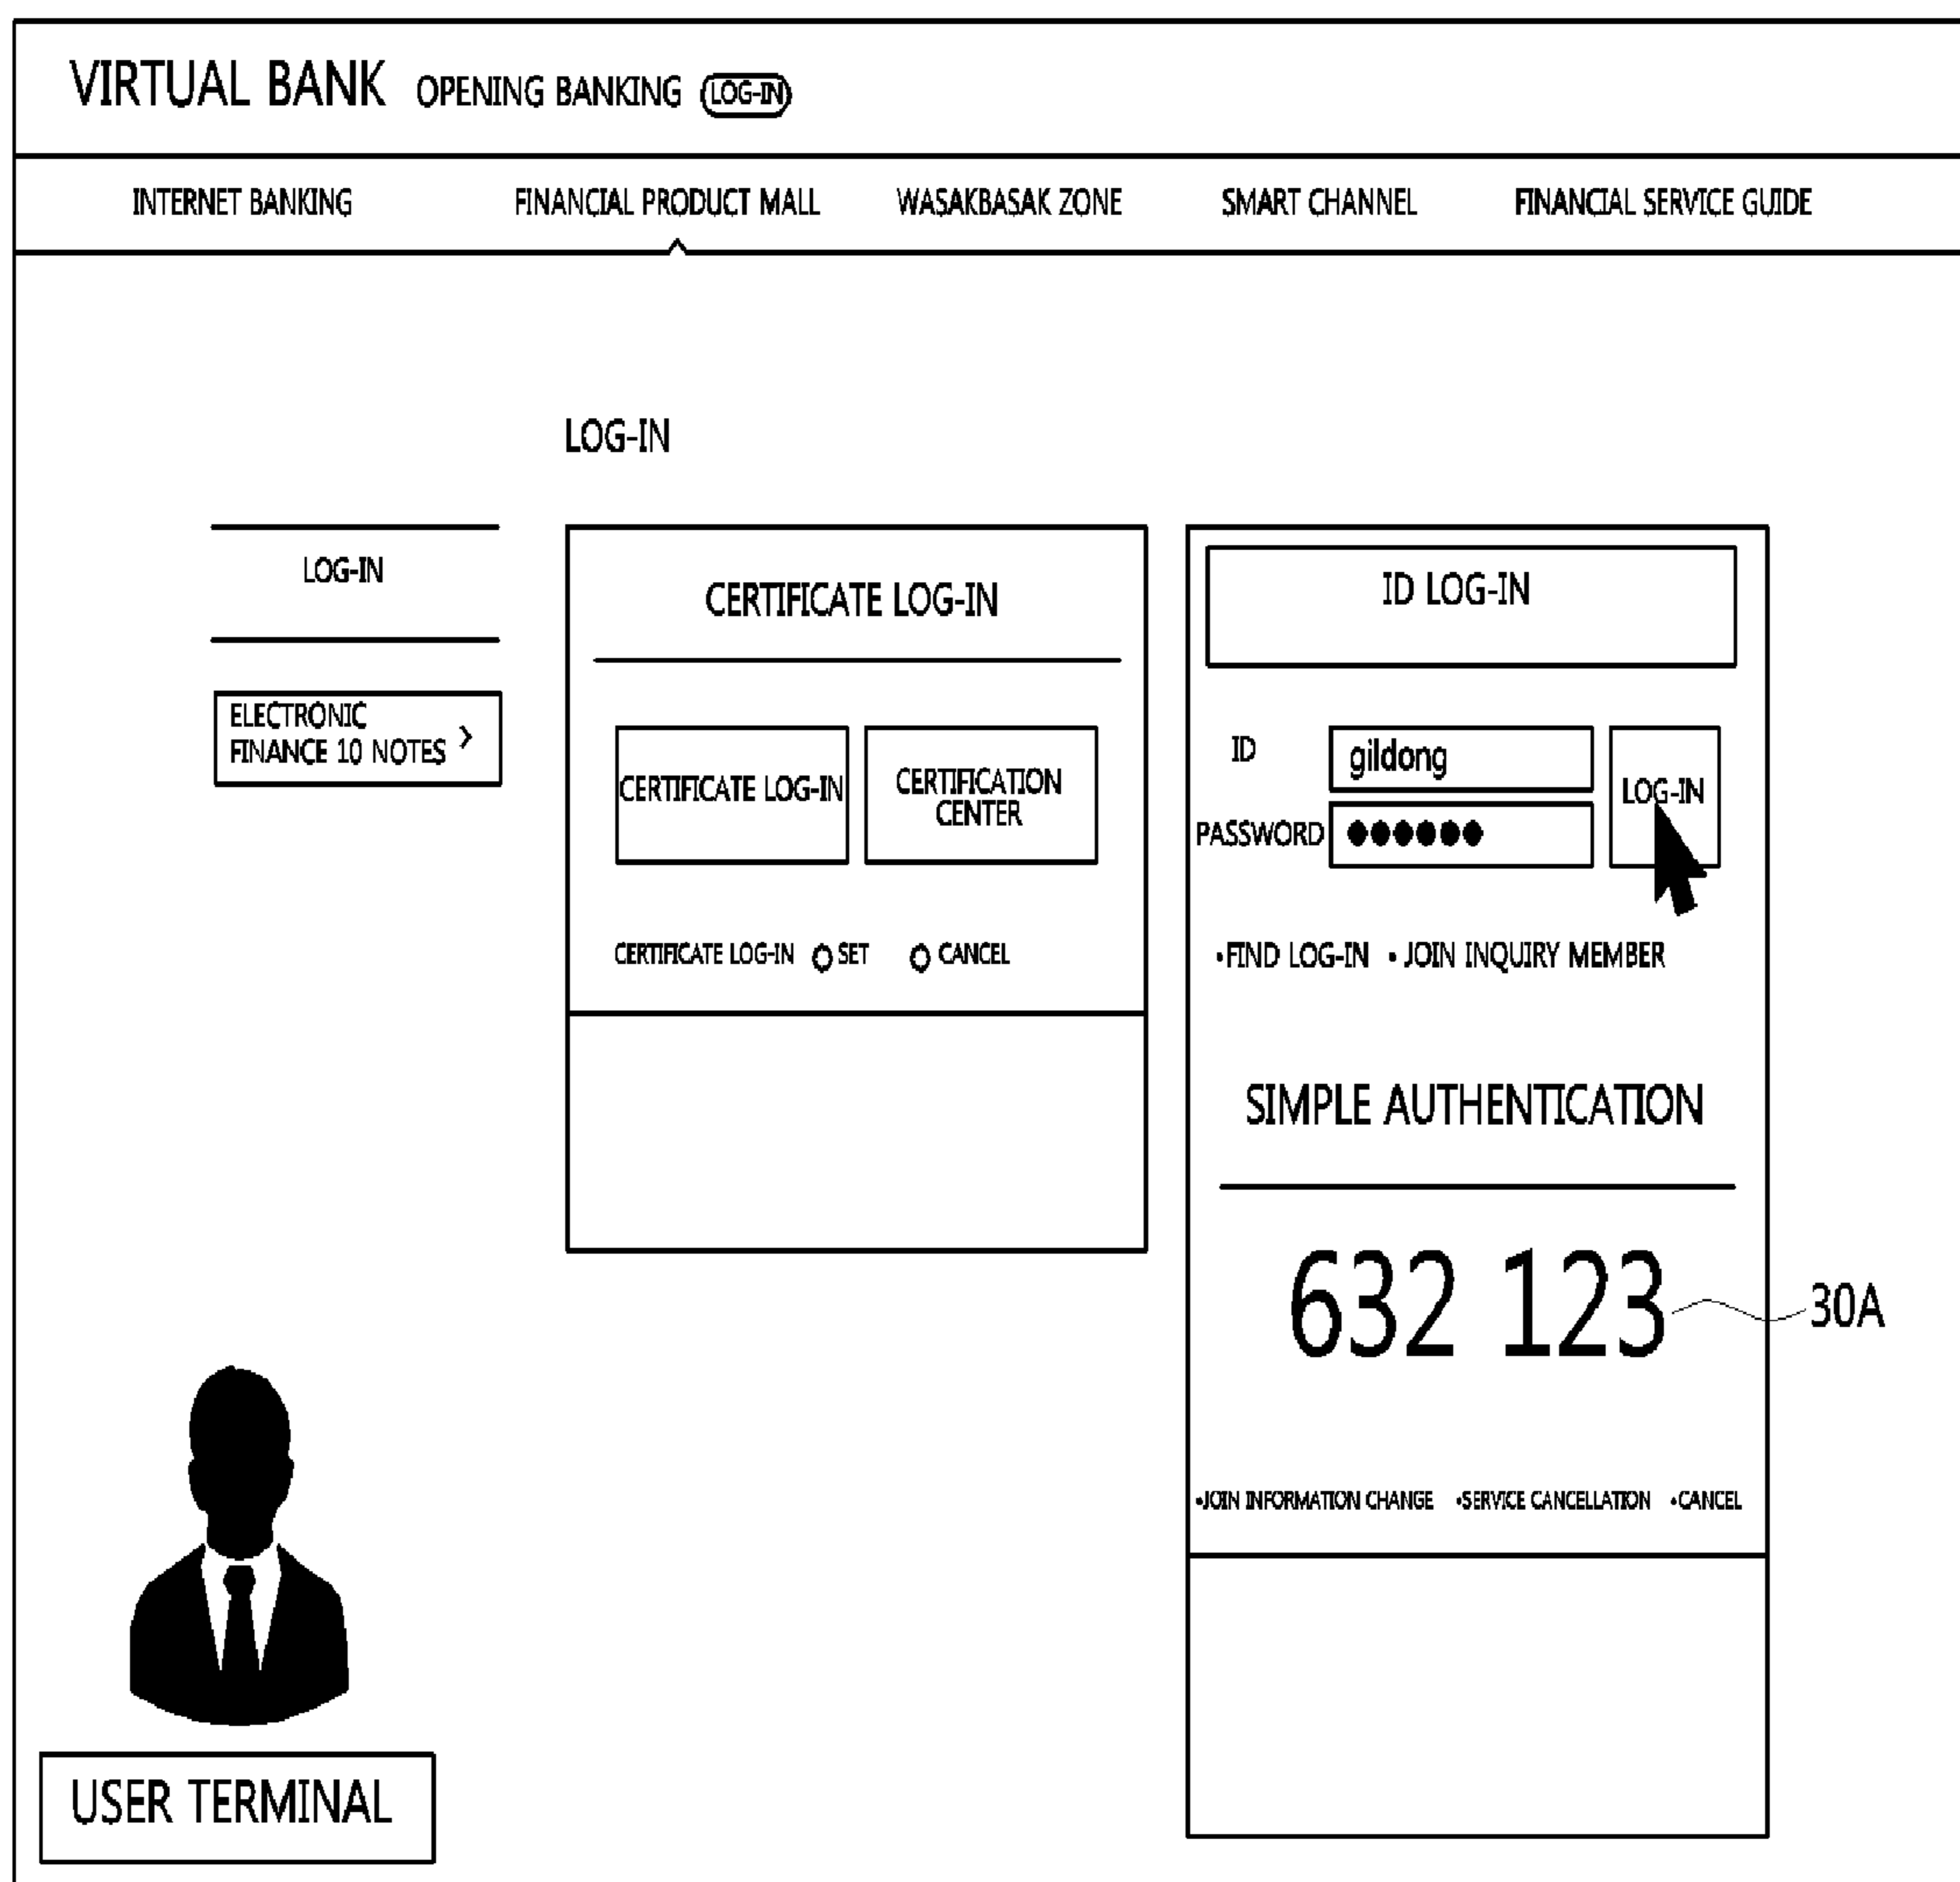 VIRTUAL BANK OPENING BANKING LOG-IN
INTERNET BANKING FINANCIAL PRODUCT MALL WASAKBASAK ZONE SMART CHANNEL FINANCIAL SERVICE GUIDE
LOG-IN
LOG-IN
ELECTRONIC
FINANCE 10 NOTES >
CERTIFICATE LOG-IN
CERTIFICATE LOG-IN
CERTIFICATION
CENTER
CERTIFICATE LOG-IN SET CANCEL
ID LOG-IN
ID gildong
LOG-IN
PASSWORD ●●●●●●
•FIND LOG-IN • JOIN INQUIRY MEMBER
SIMPLE AUTHENTICATION
632 123
30A
•JOIN INFORMATION CHANGE •SERVICE CANCELLATION •CANCEL
USER TERMINAL